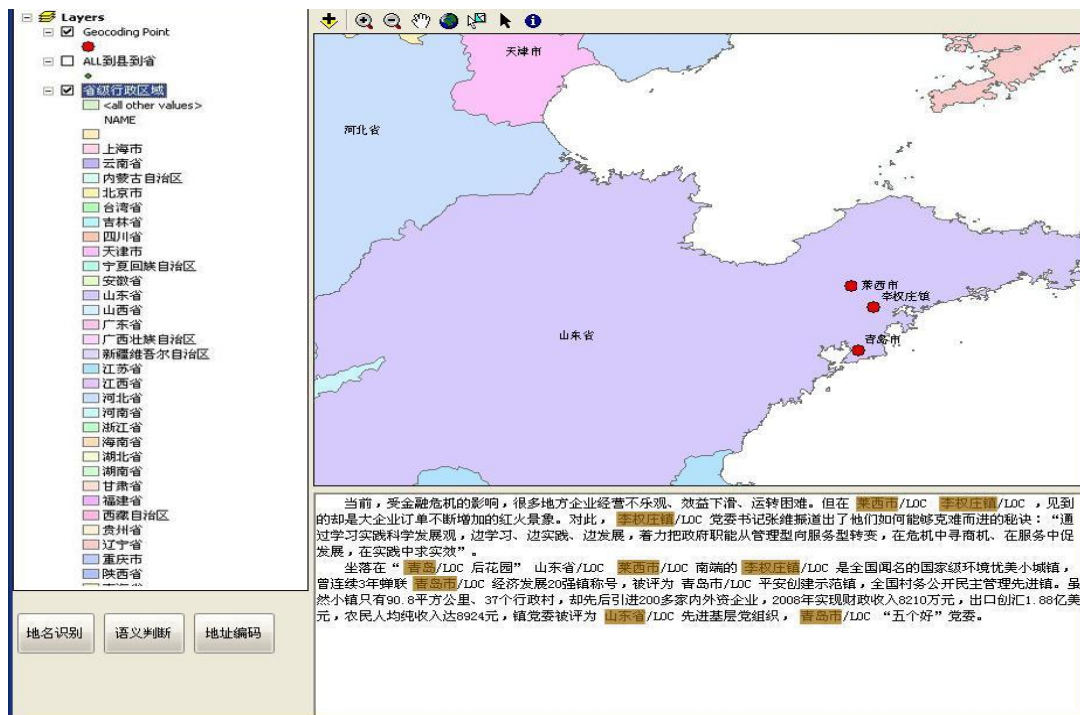 Layers
Geocoding Point
ALL到县到省
省级行政区域
<all other values>
NAME
上海市
云南省
内蒙古自治区
北京市
台湾省
吉林省
四川省
天津市
宁夏回族自治区
安徽省
山东省
山西省
广东省
广西壮族自治区
新疆维吾尔自治区
江苏省
江西省
河北省
河南省
浙江省
海南省
湖北省
湖南省
甘肃省
福建省
西藏自治区
贵州省
辽宁省
重庆市
陕西省
地名识别
语义判断
地址编码
天津市
河北省
莱西市
李权庄镇
山东省
青岛市
当前，受金融危机的影响，很多地方企业经营不乐观、效益下滑、运转困难。但在 莱西市/LOC 李权庄镇/LOC ，见到
的却是大企业订单不断增加的红火景象。对此， 李权庄镇/LOC 党委书记张维振道出了他们如何能够克难而进的秘诀：“通
过学习实践科学发展观，边学习、边实践、边发展，着力把政府职能从管理型向服务型转变，在危机中寻商机、在服务中促
发展，在实践中求实效”。
坐落在“ 青岛/LOC 后花园” 山东省/LOC 莱西市/LOC 南端的 李权庄镇/LOC 是全国闻名的国家级环境优美小城镇，
曾连续3年蝉联 青岛市/LOC 经济发展20强镇称号，被评为 青岛市/LOC 平安创建示范镇，全国村务公开民主管理先进镇。虽
然小镇只有90.8平方公里、37个行政村，却先后引进200多家内外资企业，2008年实现财政收入8210万元，出口创汇1.88亿美
元，农民人均纯收入达8924元，镇党委被评为 山东省/LOC 先进基层党组织， 青岛市/LOC “五个好”党委。